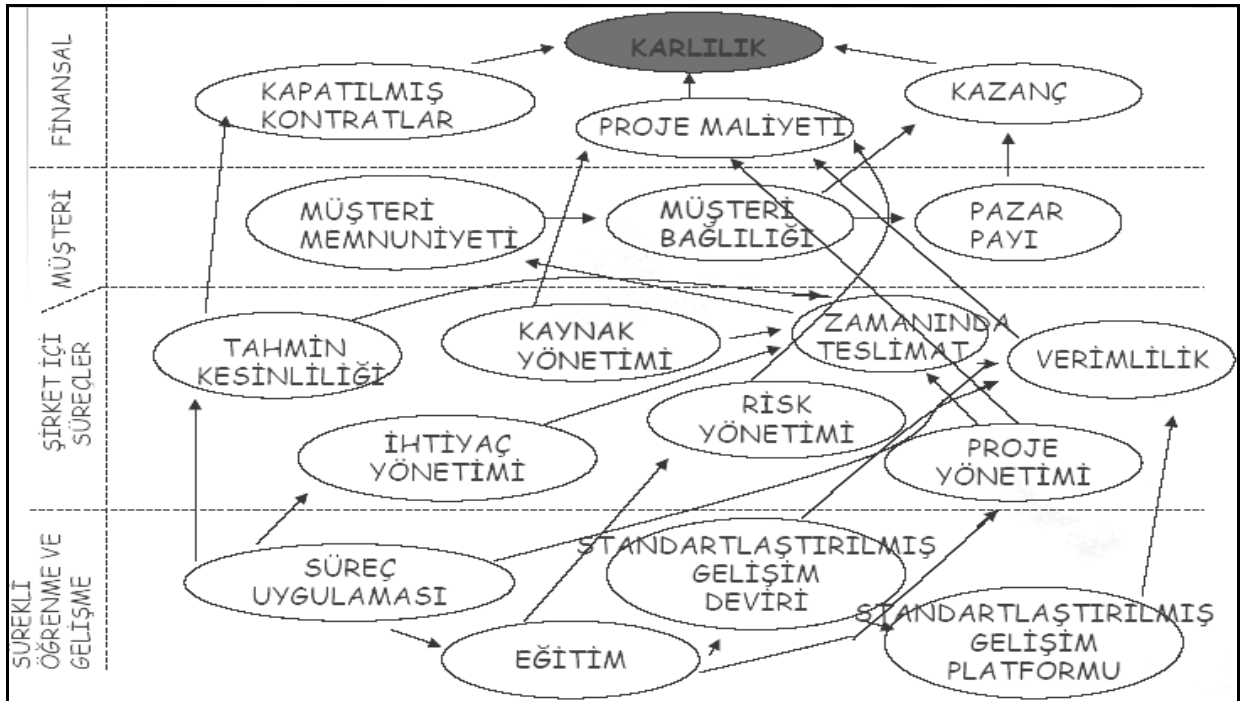 FİNANSAL
KARLILIK
KAPATILMIŞ
KONTRATLAR
PROJE MALİYETİ
KAZANÇ
MÜŞTERİ
MÜŞTERİ
MEMNUNİYETİ
MÜŞTERİ
BAĞLILIĞI
PAZAR
PAYI
ŞİRKET İÇİ
SÜREÇLER
TAHMİN
KESİNLİLİĞİ
KAYNAK
YÖNETİMİ
ZAMANINDA
TESLİMAT
VERİMLİLİK
İHTİYAÇ
YÖNETİMİ
RİSK
YÖNETİMİ
PROJE
YÖNETİMİ
SÜREKLİ
ÖĞRENME VE
GELİŞME
SÜREÇ
UYGULAMASI
EĞİTİM
STANDARTLAŞTIRILMIŞ
GELİŞİM
DEVİRİ
STANDARTLAŞTIRILMIŞ
GELİŞİM
PLATFORMU